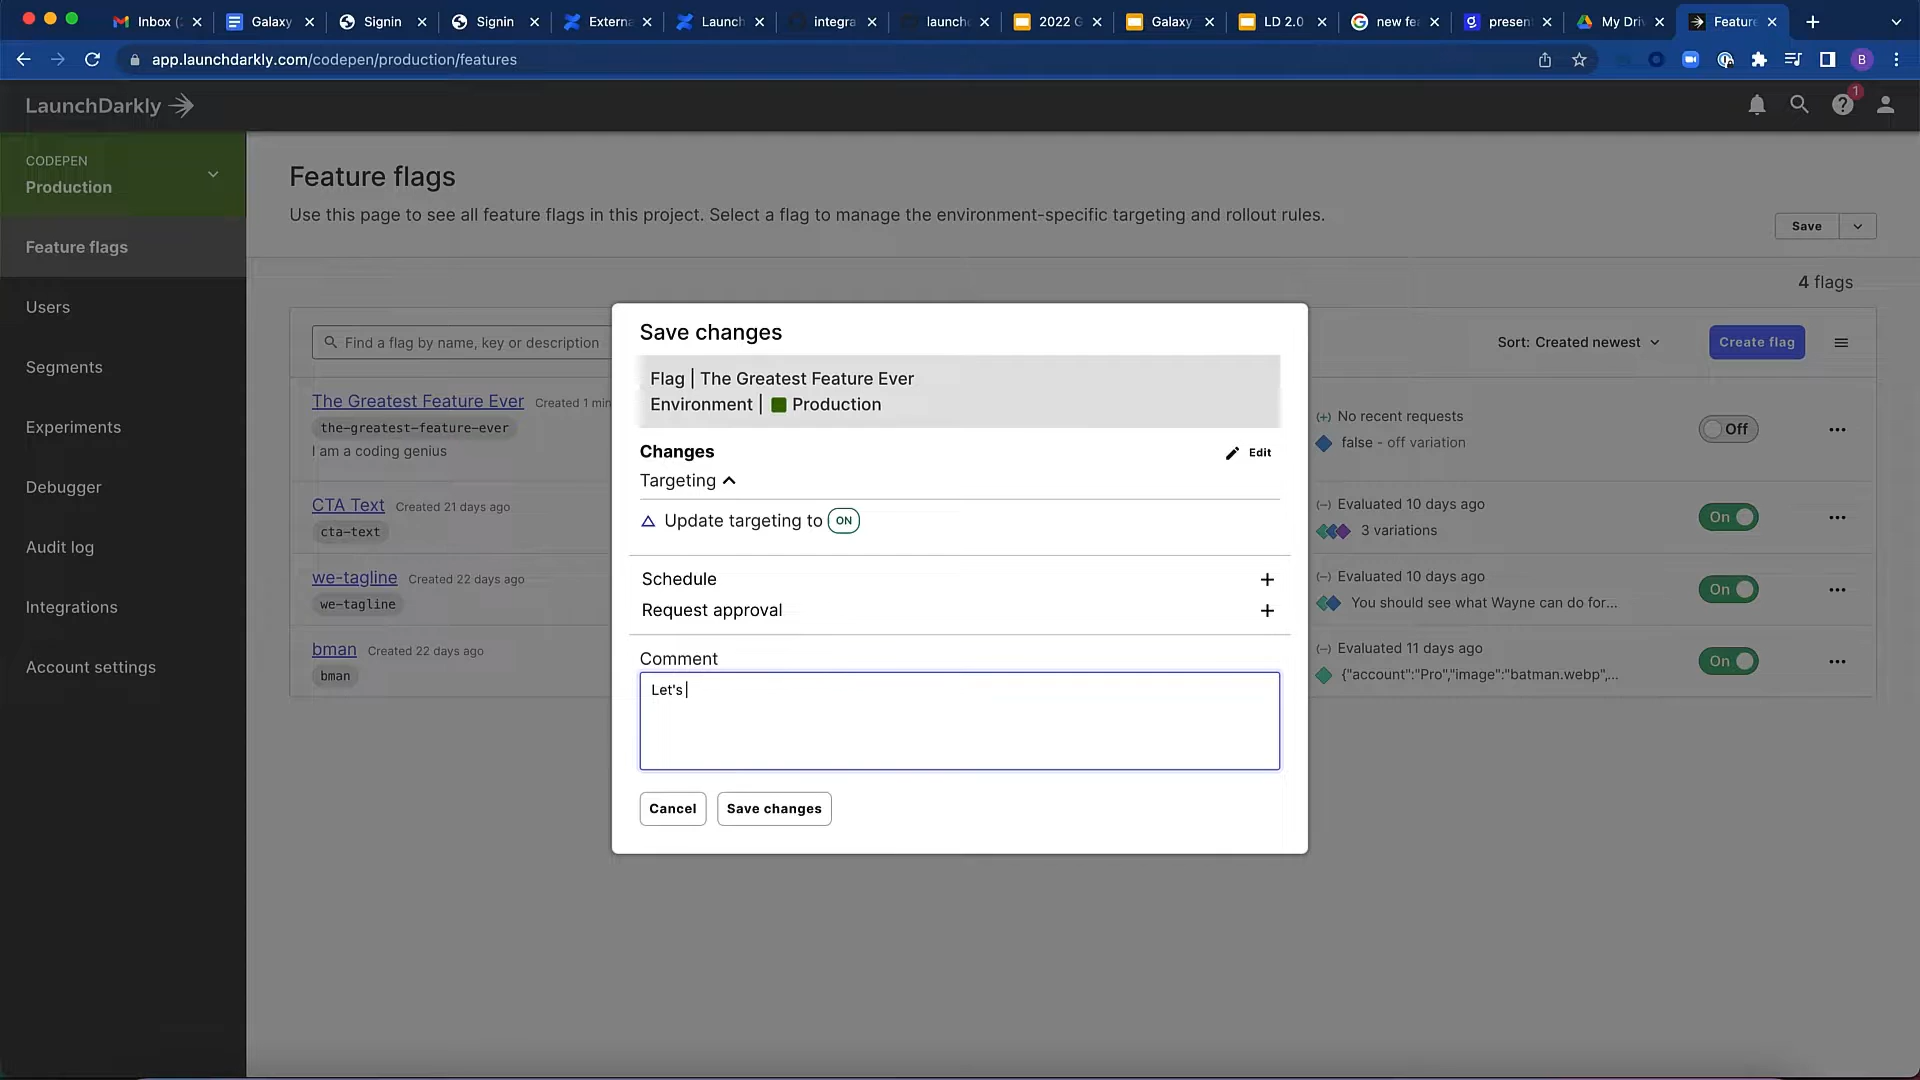 Inbox (
Galaxy
Signin
Signin
Extern
Launch
integra
launch
2022 G
Galaxy
LD 2.0
new fe
presen
My Dri
Feature
app.launchdarkly.com/codepen/production/features
B
LaunchDarkly
1
CODEPEN
Production
Feature flags
Users
Segments
Experiments
Debugger
Audit log
Integrations
Account settings
Feature flags
Use this page to see all feature flags in this project. Select a flag to manage the environment-specific targeting and rollout rules.
Save
4 flags
Find a flag by name, key or description
Sort: Created newest
Create flag
The Greatest Feature Ever Created 1 min
the-greatest-feature-ever
I am a coding genius
(+) No recent requests
false - off variation
Off
CTA Text Created 21 days ago
cta-text
(−) Evaluated 10 days ago
3 variations
On
we-tagline Created 22 days ago
we-tagline
(−) Evaluated 10 days ago
You should see what Wayne can do for...
On
bman Created 22 days ago
bman
(−) Evaluated 11 days ago
{"account":"Pro","image":"batman.webp",...
On
Save changes
Flag | The Greatest Feature Ever
Environment | Production
Changes
Edit
Targeting
Update targeting to ON
Schedule
Request approval
Comment
Let's
Cancel
Save changes